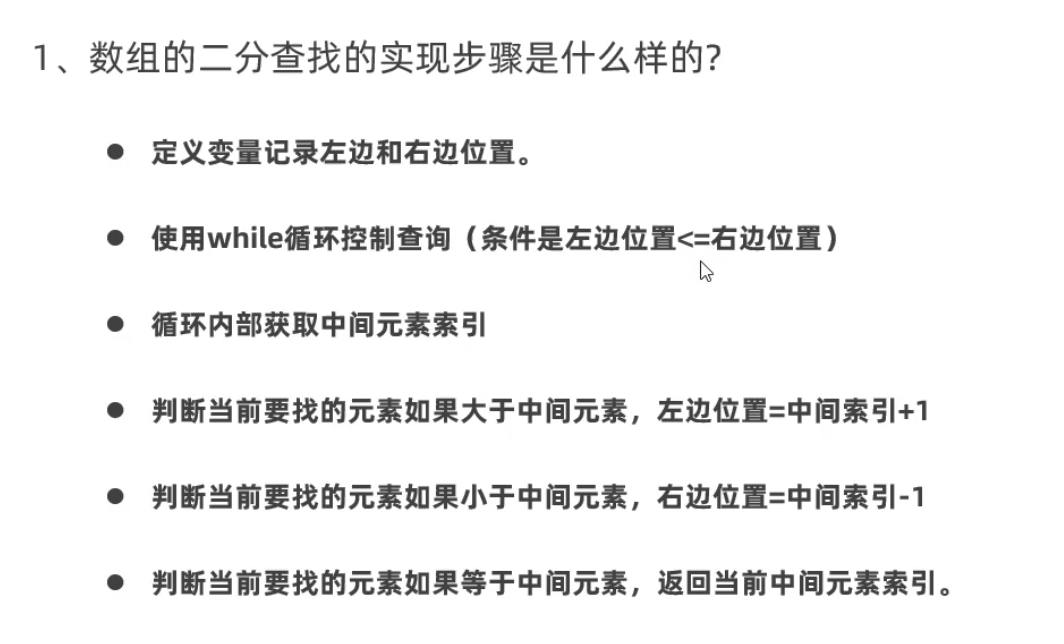 1、数组的二分查找的实现步骤是什么样的?
● 定义变量记录左边和右边位置。
● 使用while循环控制查询（条件是左边位置<=右边位置）
● 循环内部获取中间元素索引
● 判断当前要找的元素如果大于中间元素，左边位置=中间索引+1
● 判断当前要找的元素如果小于中间元素，右边位置=中间索引-1
● 判断当前要找的元素如果等于中间元素，返回当前中间元素索引。